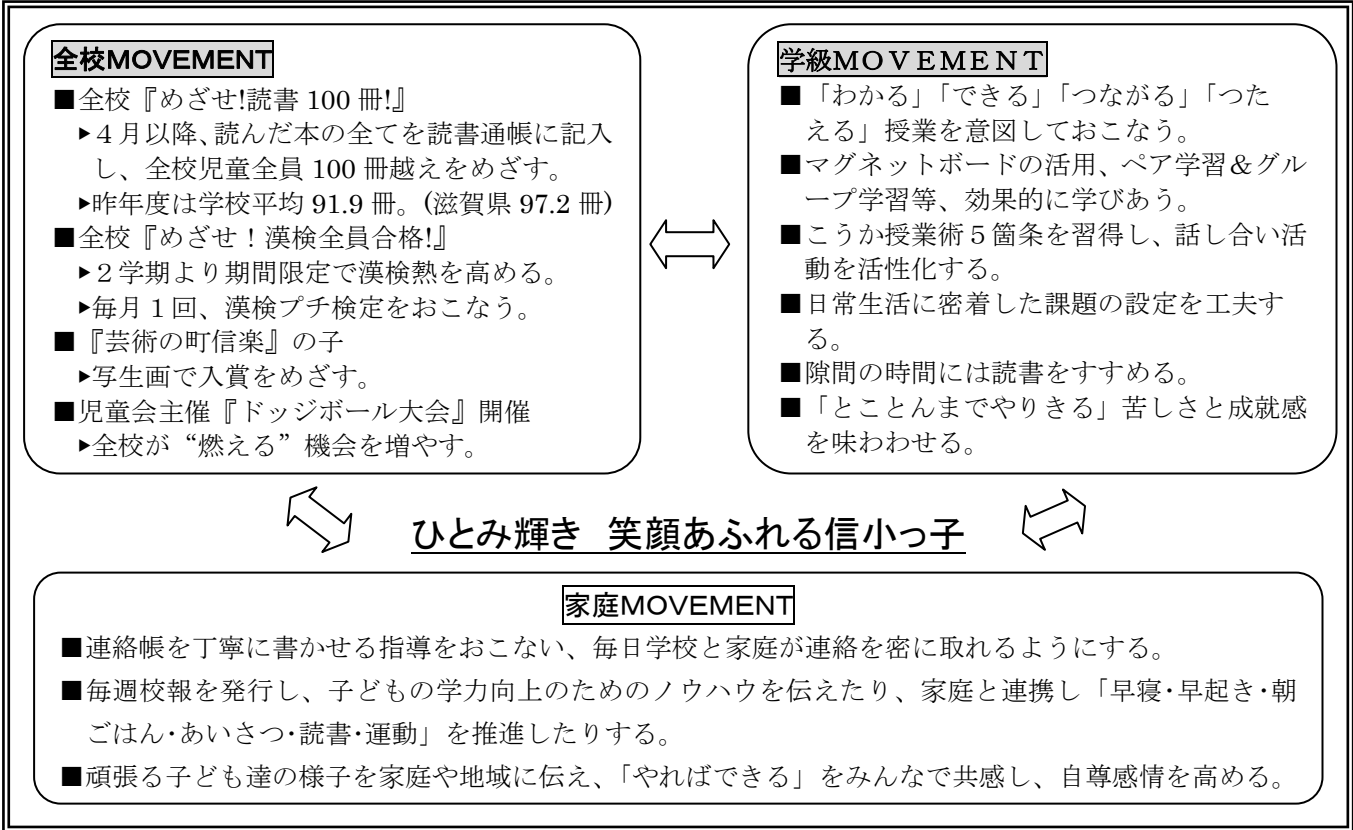 全校MOVEMENT
■全校『めざせ!読書 100 冊!』
▶４月以降、読んだ本の全てを読書通帳に記入
し、全校児童全員 100 冊越えをめざす。
▶昨年度は学校平均 91.9 冊。(滋賀県 97.2 冊)
■全校『めざせ！漢検全員合格!』
▶２学期より期間限定で漢検熱を高める。
▶毎月１回、漢検プチ検定をおこなう。
■『芸術の町信楽』の子
▶写生画で入賞をめざす。
■児童会主催『ドッジボール大会』開催
▶全校が“燃える”機会を増やす。
学級ＭＯＶＥＭＥＮＴ
■「わかる」「できる」「つながる」「つた
える」授業を意図しておこなう。
■マグネットボードの活用、ペア学習＆グル
ープ学習等、効果的に学びあう。
■こうか授業術５箇条を習得し、話し合い活
動を活性化する。
■日常生活に密着した課題の設定を工夫す
る。
■隙間の時間には読書をすすめる。
■「とことんまでやりきる」苦しさと成就感
を味わわせる。
ひとみ輝き　笑顔あふれる信小っ子
家庭MOVEMENT
■連絡帳を丁寧に書かせる指導をおこない、毎日学校と家庭が連絡を密に取れるようにする。
■毎週校報を発行し、子どもの学力向上のためのノウハウを伝えたり、家庭と連携し「早寝･早起き･朝
ごはん･あいさつ･読書･運動」を推進したりする。
■頑張る子ども達の様子を家庭や地域に伝え、「やればできる」をみんなで共感し、自尊感情を高める。